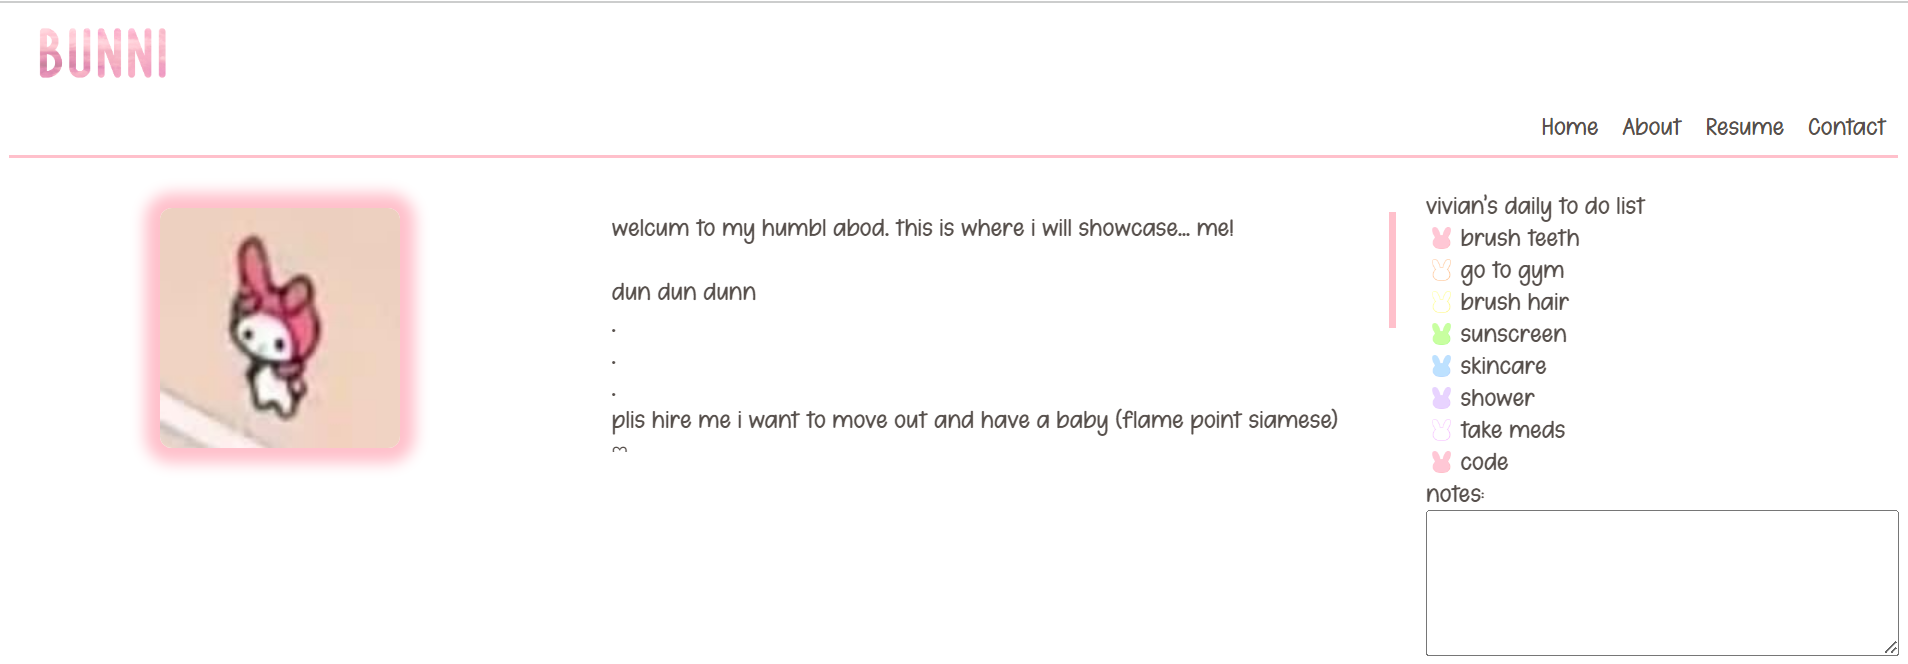 BUNNI
Home About Resume Contact
welcum to my humbl abod. this is where i will showcase... me!
dun dun dunn
.
.
.
plis hire me i want to move out and have a baby (flame point siamese)
vivian's daily to do list
brush teeth
go to gym
brush hair
sunscreen
skincare
shower
take meds
code
notes: